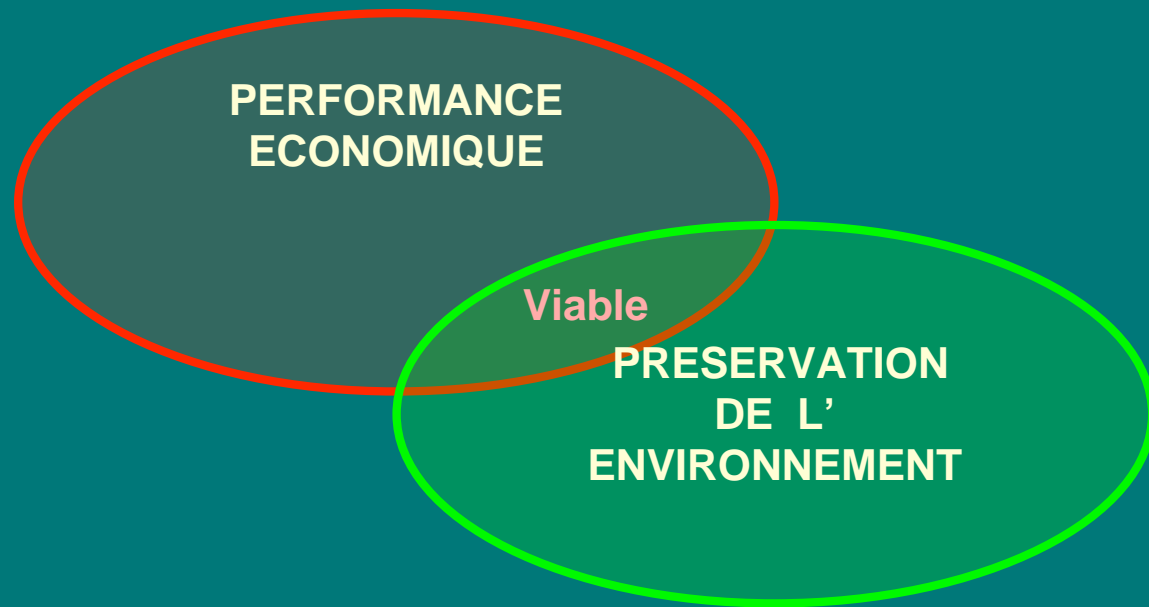 PERFORMANCE
ECONOMIQUE
Viable
PRESERVATION
DE L’
ENVIRONNEMENT